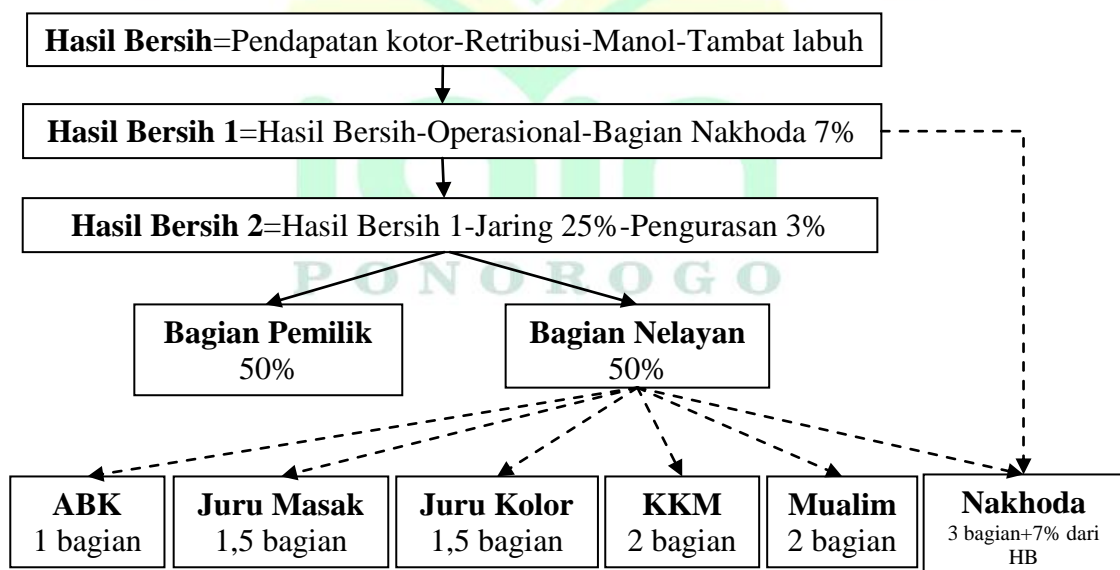 Hasil Bersih=Pendapatan kotor-Retribusi-Manol-Tambat labuh
Hasil Bersih 1=Hasil Bersih-Operasional-Bagian Nakhoda 7%
Hasil Bersih 2=Hasil Bersih 1-Jaring 25%-Pengurasan 3%
PONOROGO
Bagian Pemilik
50%
Bagian Nelayan
50%
ABK
1 bagian
Juru Masak
1,5 bagian
Juru Kolor
1,5 bagian
KKM
2 bagian
Mualim
2 bagian
Nakhoda
3 bagian+7% dari
HB